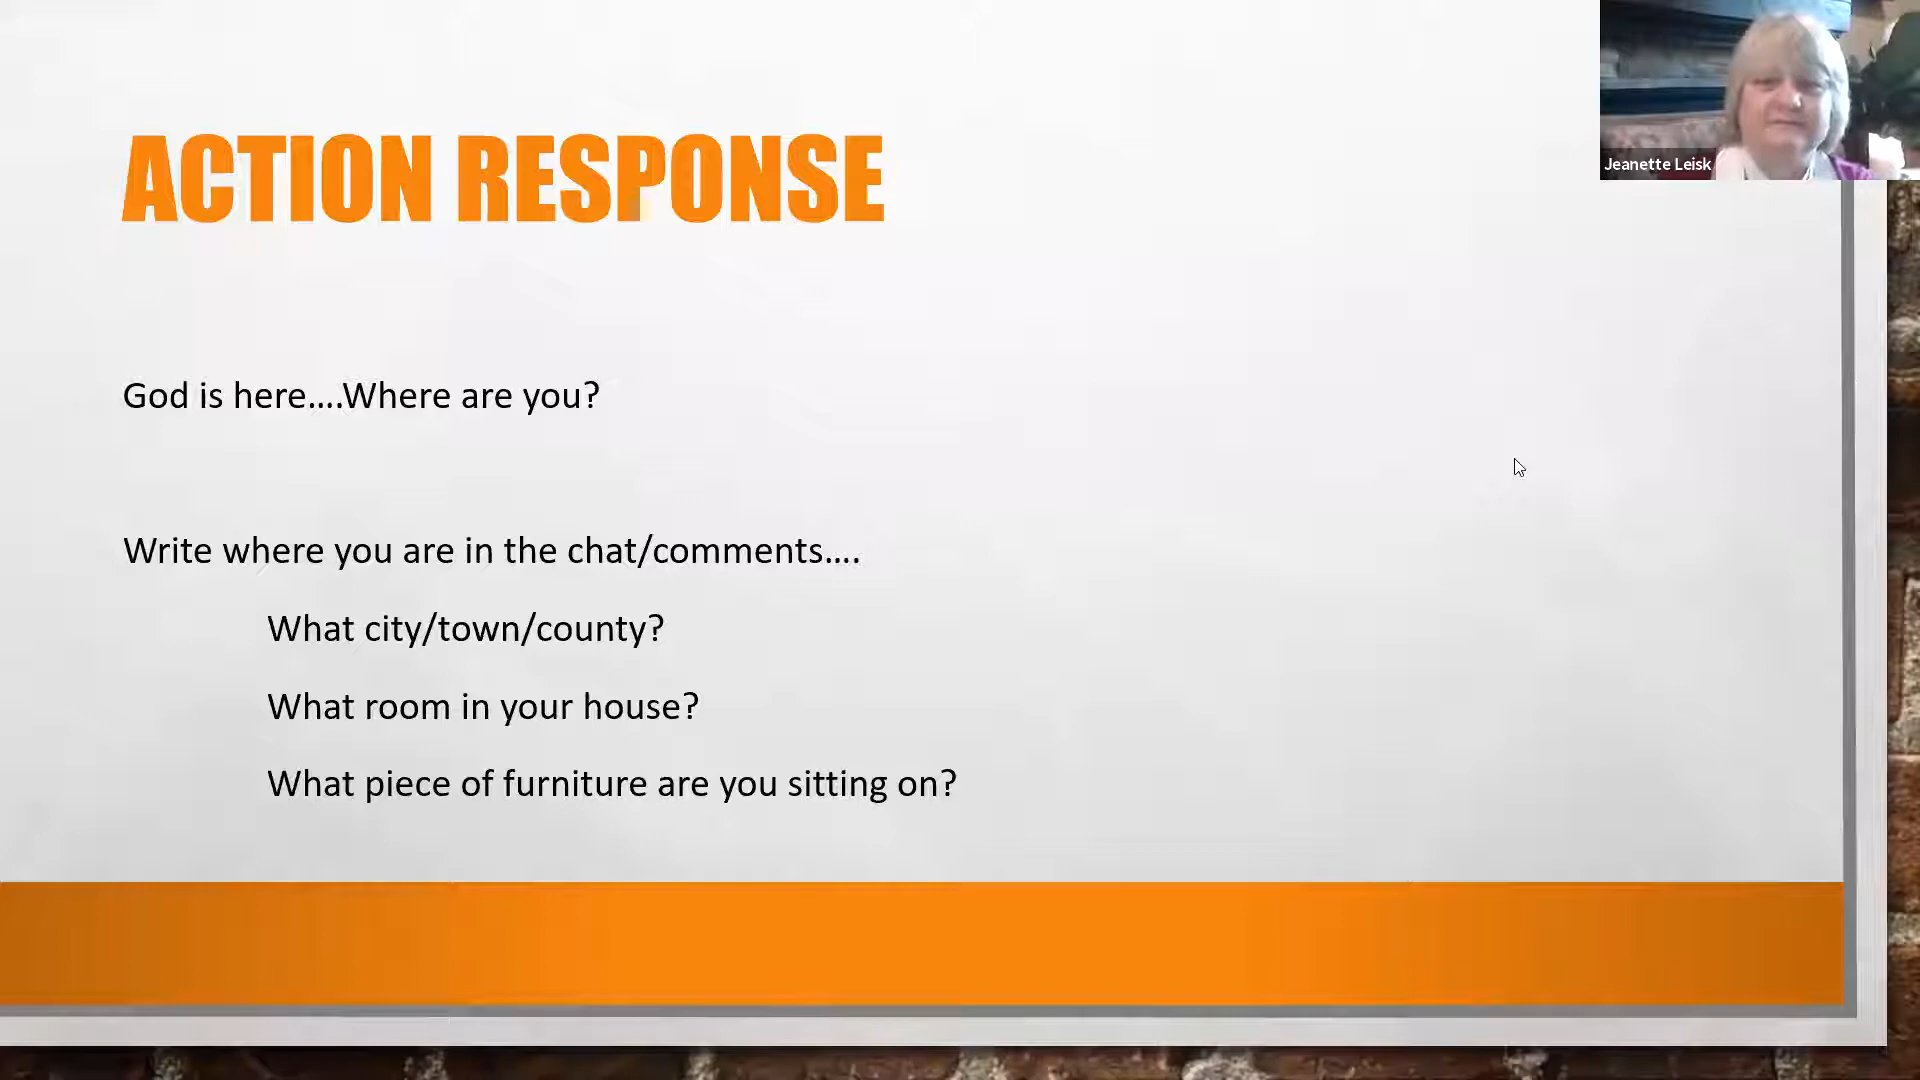 ACTION RESPONSE
Jeanette Leisk
God is here....Where are you?
Write where you are in the chat/comments....
What city/town/county?
What room in your house?
What piece of furniture are you sitting on?